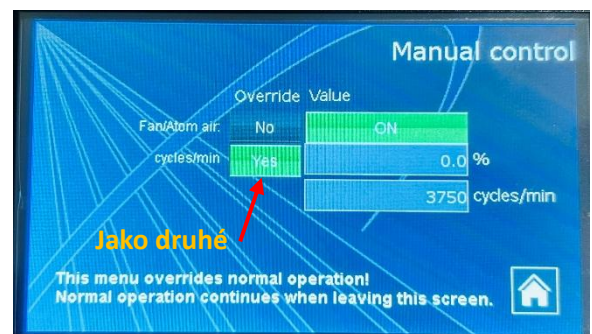 Manual control
Override Value
Fan/Atom air: No ON
cycles/min Yes 0.0 %
3750 cycles/min
Jako druhé
This menu overrides normal operation!
Normal operation continues when leaving this screen.